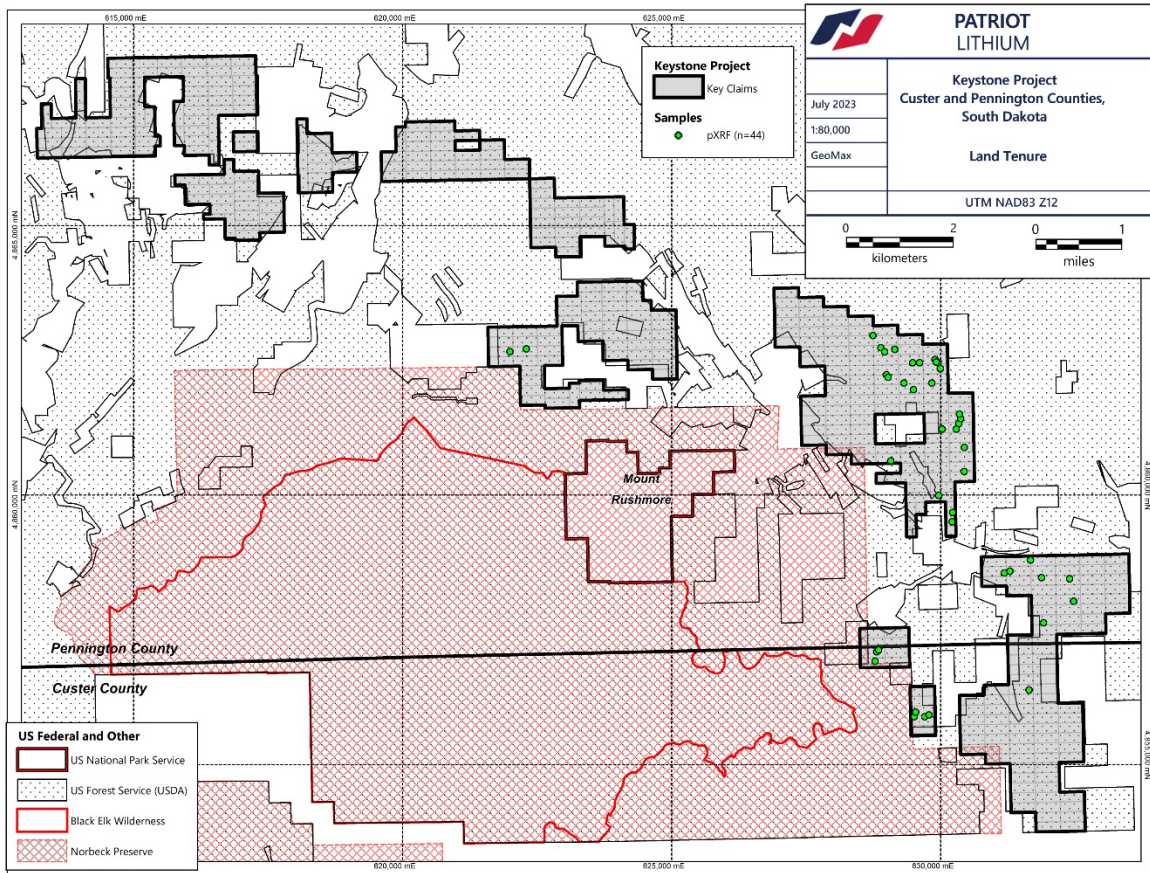 615,000 mE
620,000 mE
625,000 mE
PATRIOT
LITHIUM
Keystone Project
Custer and Pennington Counties,
South Dakota
July 2023
1:80,000
GeoMax
Land Tenure
UTM NAD83 Z12
0
2
kilometers
0
1
miles
Keystone Project
Key Claims
Samples
pXRF (n=44)
4,865,000 mN
4,860,000 mN
4,860,000 mN
4,855,000 mN
Mount
Rushmore
Pennington County
Custer County
US Federal and Other
US National Park Service
US Forest Service (USDA)
Black Elk Wilderness
Norbeck Preserve
620,000 mE
625,000 mE
630,000 mE